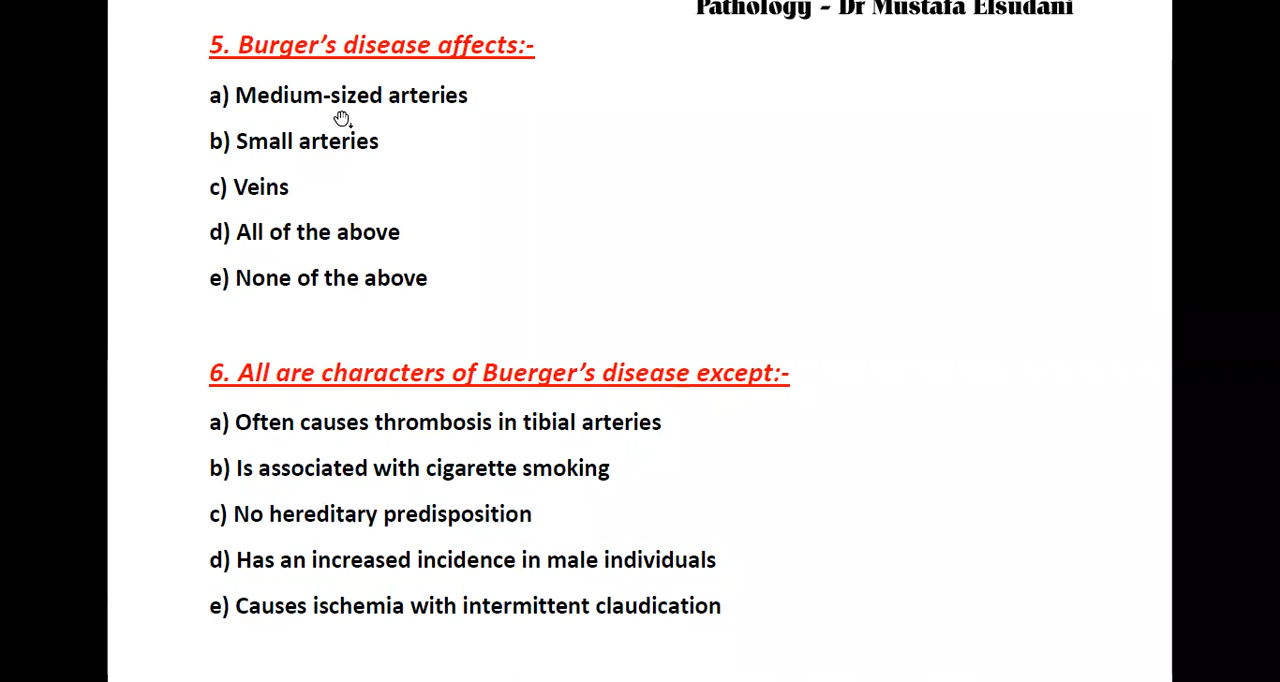 Pathology - Dr Mustafa Elsudani
5. Burger’s disease affects:-
a) Medium-sized arteries
b) Small arteries
c) Veins
d) All of the above
e) None of the above
6. All are characters of Buerger’s disease except:-
a) Often causes thrombosis in tibial arteries
b) Is associated with cigarette smoking
c) No hereditary predisposition
d) Has an increased incidence in male individuals
e) Causes ischemia with intermittent claudication